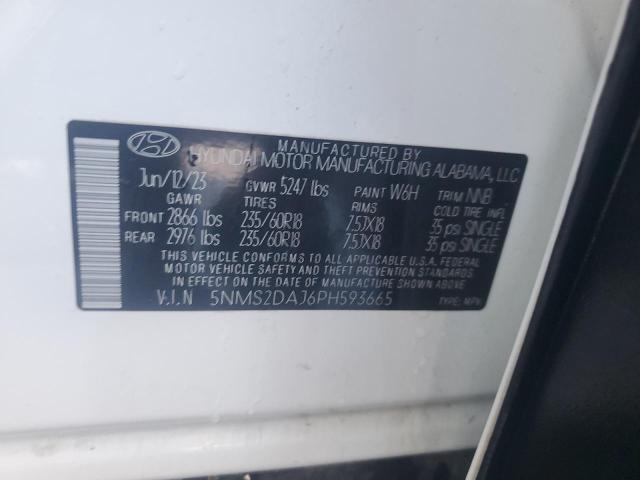 MANUFACTURED BY
HYUNDAI MOTOR MANUFACTURING ALABAMA, LLC
Jun/12/23 GVWR 5247 lbs PAINT W6H TRIM NNB
GAWR TIRES RIMS COLD TIRE INFL.
FRONT 2866 lbs 235/60R18 7.5JX18 35 psi SINGLE
REAR 2976 lbs 235/60R18 7.5JX18 35 psi SINGLE
THIS VEHICLE CONFORMS TO ALL APPLICABLE U.S.A. FEDERAL
MOTOR VEHICLE SAFETY AND THEFT PREVENTION STANDARDS
IN EFFECT ON THE DATE OF MANUFACTURE SHOWN ABOVE.
V.I.N 5NMS2DAJ6PH593665 TYPE: MPV